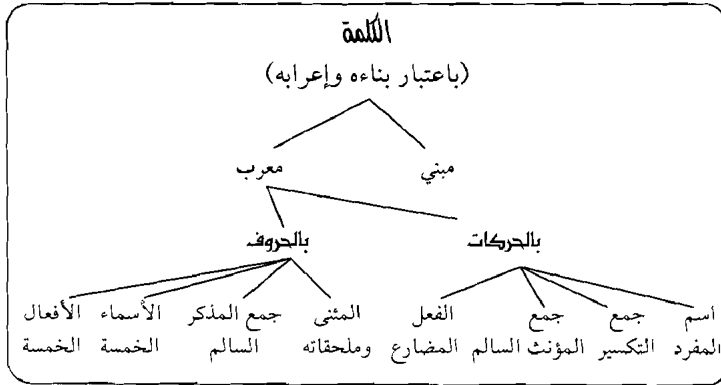 الكلمة
(باعتبار بناءه وإعرابه)
مبني
معرب
بالحركات
بالحروف
اسم المفرد
جمع التكسير
جمع المؤنث السالم
الفعل المضارع
المثنى وملحقاته
جمع المذكر السالم
الأسماء الخمسة
الأفعال الخمسة